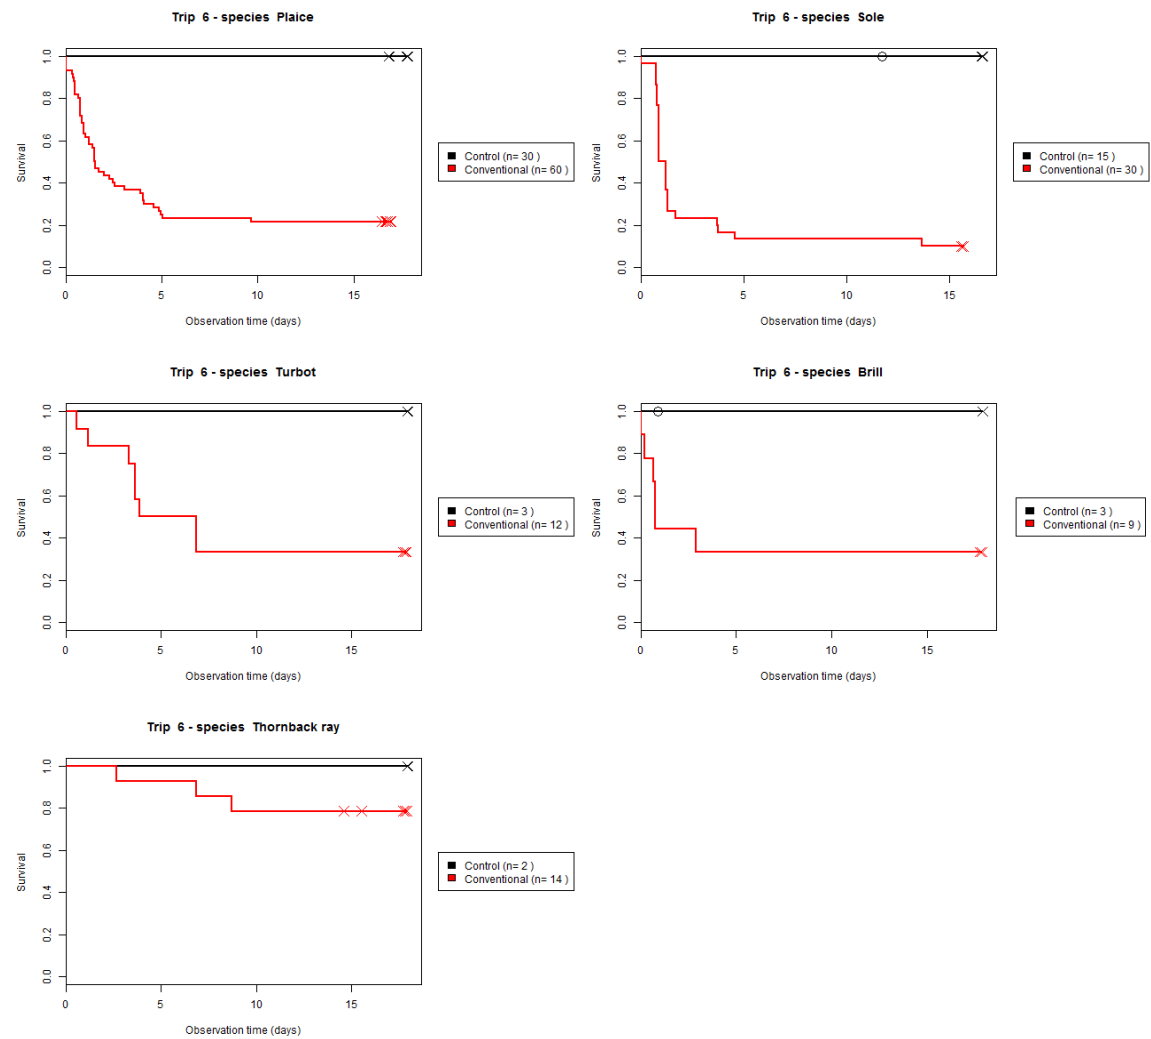 Trip 6 - species Plaice
Survival
0.0 0.2 0.4 0.6 0.8 1.0
0 5 10 15
Observation time (days)
Control (n= 30 )
Conventional (n= 60 )
Trip 6 - species Sole
Survival
0.0 0.2 0.4 0.6 0.8 1.0
0 5 10 15
Observation time (days)
Control (n= 15 )
Conventional (n= 30 )
Trip 6 - species Turbot
Survival
0.0 0.2 0.4 0.6 0.8 1.0
0 5 10 15
Observation time (days)
Control (n= 3 )
Conventional (n= 12 )
Trip 6 - species Brill
Survival
0.0 0.2 0.4 0.6 0.8 1.0
0 5 10 15
Observation time (days)
Control (n= 3 )
Conventional (n= 9 )
Trip 6 - species Thornback ray
Survival
0.0 0.2 0.4 0.6 0.8 1.0
0 5 10 15
Observation time (days)
Control (n= 2 )
Conventional (n= 14 )